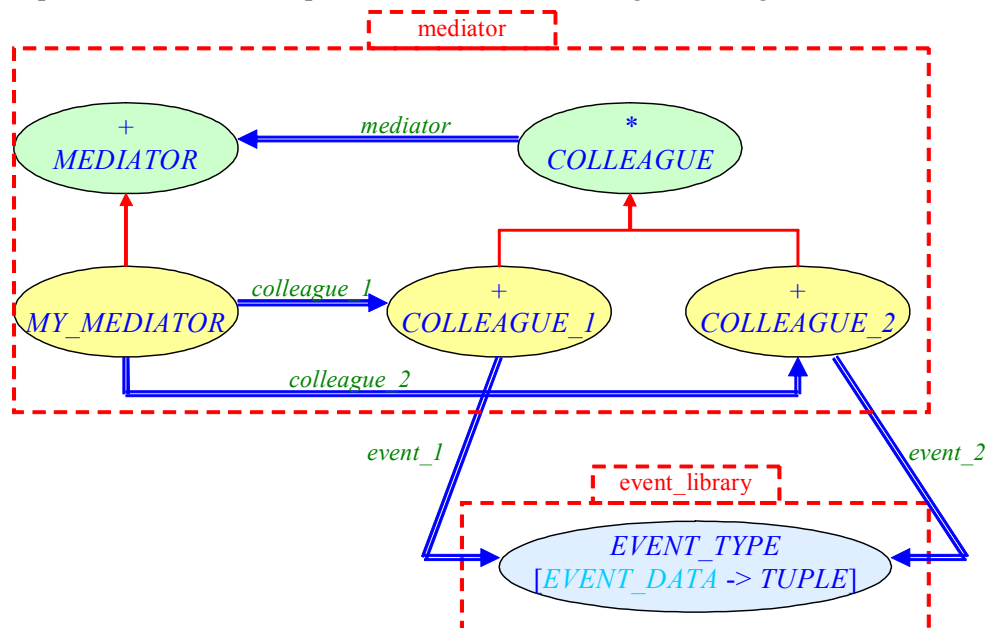 mediator
+
MEDIATOR
mediator
*
COLLEAGUE
MY_MEDIATOR
colleague_1
+
COLLEAGUE_1
+
COLLEAGUE_2
colleague_2
event_1
event_2
event_library
EVENT_TYPE
[EVENT_DATA -> TUPLE]